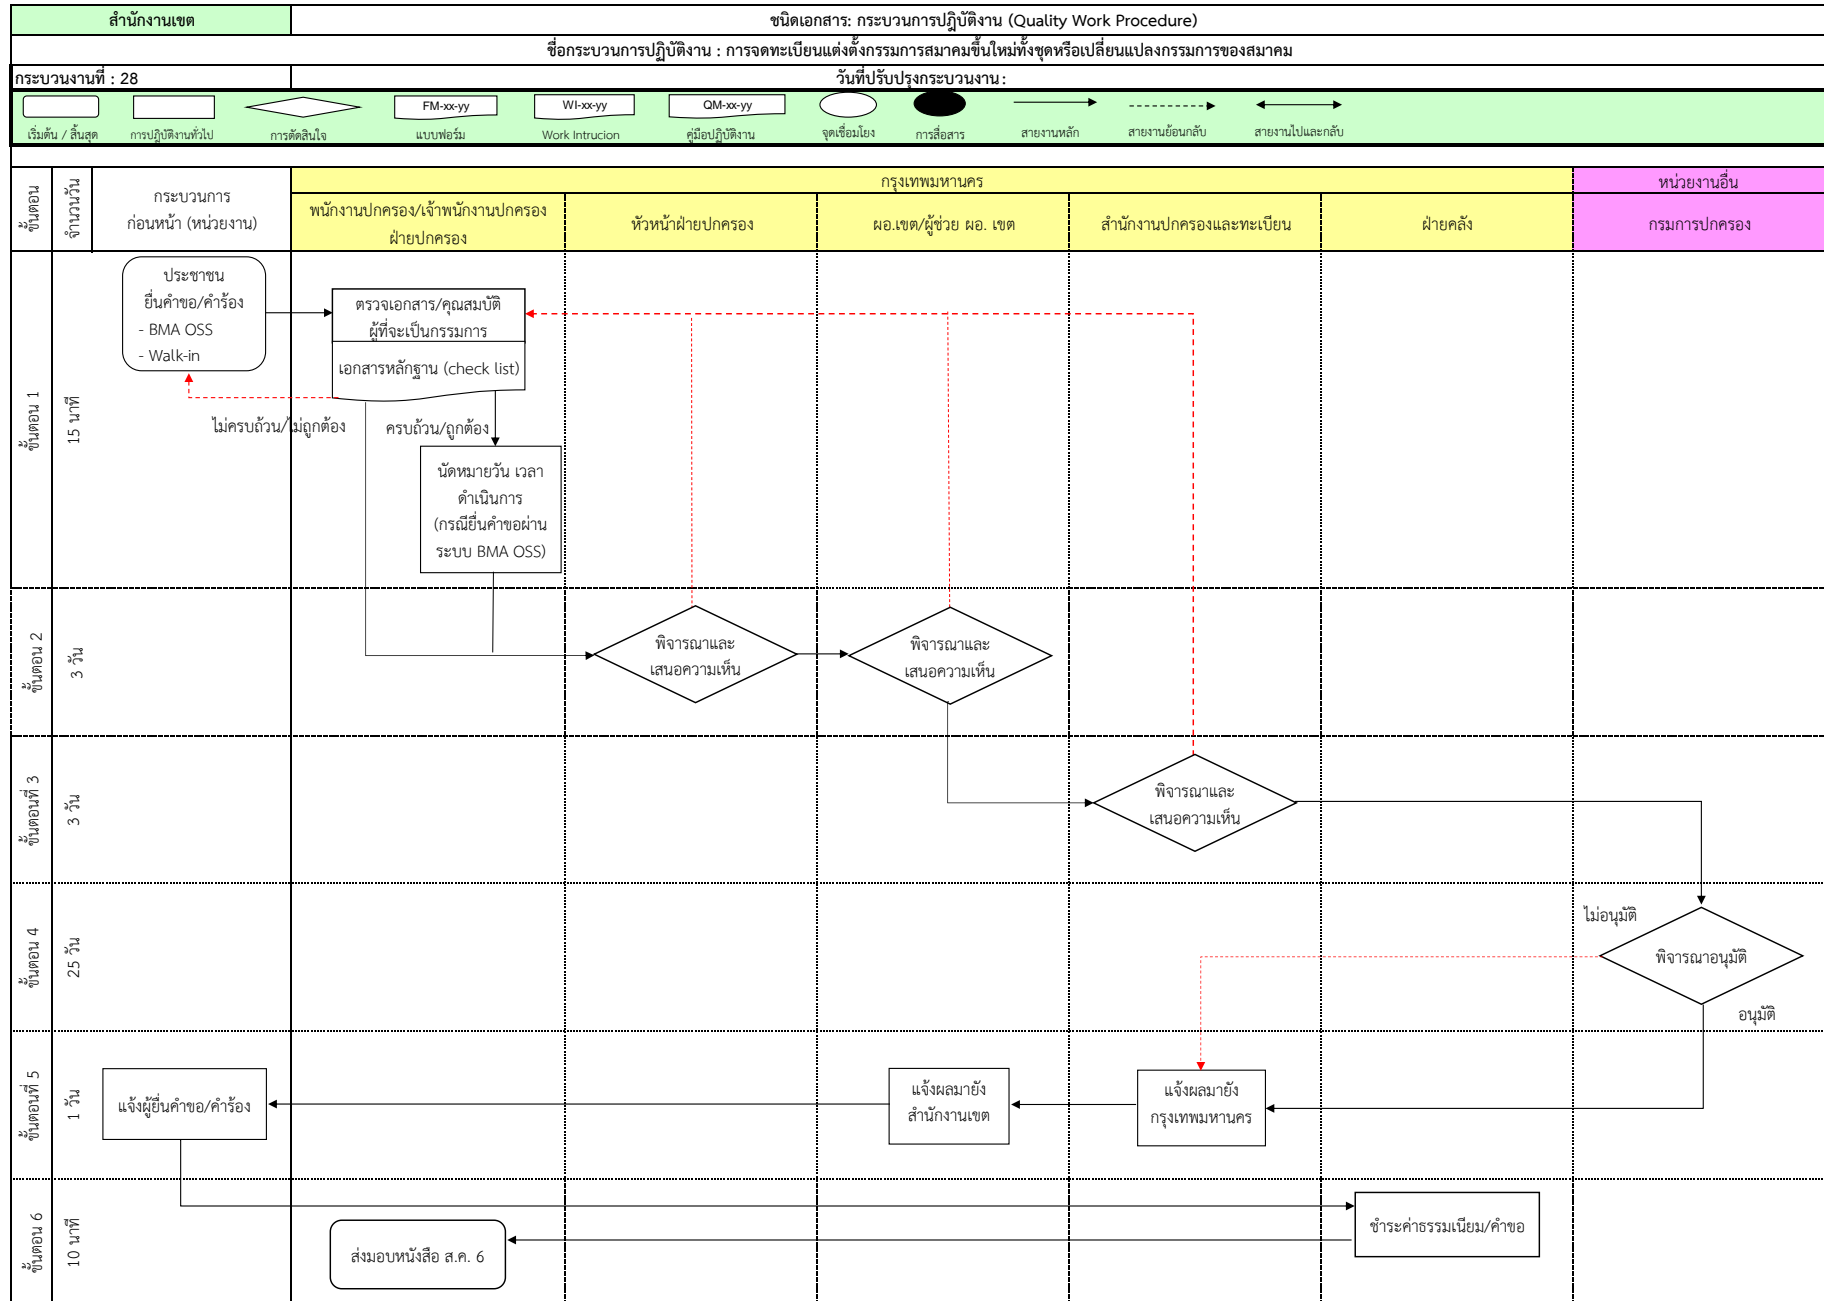 สำนักงานเขต
ชนิดเอกสาร: กระบวนการปฏิบัติงาน (Quality Work Procedure)
ชื่อกระบวนการปฏิบัติงาน : การจดทะเบียนแต่งตั้งกรรมการสมาคมขึ้นใหม่ทั้งชุดหรือเปลี่ยนแปลงกรรมการของสมาคม
กระบวนงานที่ : 28
วันที่ปรับปรุงกระบวนงาน :
FM-xx-yy
WI-xx-yy
QM-xx-yy
เริ่มต้น / สิ้นสุด
การปฏิบัติงานทั่วไป
การตัดสินใจ
แบบฟอร์ม
Work Intrucion
คู่มือปฏิบัติงาน
จุดเชื่อมโยง
การสื่อสาร
สายงานหลัก
สายงานย้อนกลับ
สายงานไปและกลับ
ขั้นตอน
จำนวนวัน
กระบวนการ
ก่อนหน้า (หน่วยงาน)
กรุงเทพมหานคร
หน่วยงานอื่น
พนักงานปกครอง/เจ้าพนักงานปกครอง
ฝ่ายปกครอง
หัวหน้าฝ่ายปกครอง
ผอ.เขต/ผู้ช่วย ผอ. เขต
สำนักงานปกครองและทะเบียน
ฝ่ายคลัง
กรมการปกครอง
ขั้นตอน 1
15 นาที
ประชาชน
ยื่นคำขอ/คำร้อง
- BMA OSS
- Walk-in
ตรวจเอกสาร/คุณสมบัติ
ผู้ที่จะเป็นกรรมการ
เอกสารหลักฐาน (check list)
ไม่ครบถ้วน/ไม่ถูกต้อง
ครบถ้วน/ถูกต้อง
นัดหมายวัน เวลา
ดำเนินการ
(กรณียื่นคำขอผ่าน
ระบบ BMA OSS)
ขั้นตอน 2
3 วัน
พิจารณาและ
เสนอความเห็น
พิจารณาและ
เสนอความเห็น
ขั้นตอนที่ 3
3 วัน
พิจารณาและ
เสนอความเห็น
ขั้นตอน 4
25 วัน
ไม่อนุมัติ
พิจารณาอนุมัติ
อนุมัติ
ขั้นตอนที่ 5
1 วัน
แจ้งผู้ยื่นคำขอ/คำร้อง
แจ้งผลมายัง
สำนักงานเขต
แจ้งผลมายัง
กรุงเทพมหานคร
ขั้นตอน 6
10 นาที
ส่งมอบหนังสือ ส.ค. 6
ชำระค่าธรรมเนียม/คำขอ